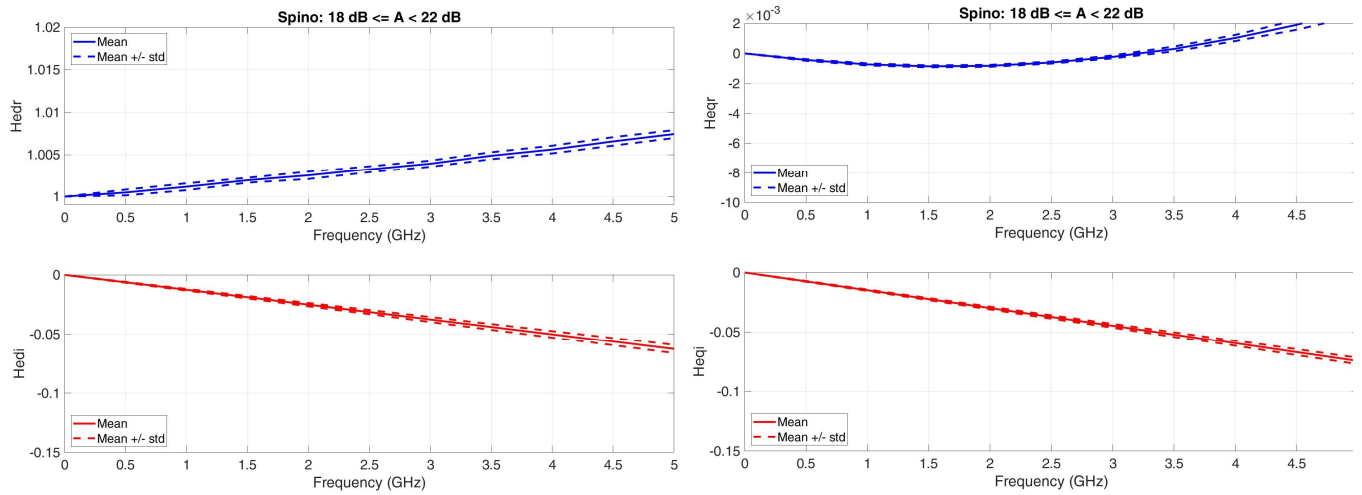 Spino: 18 dB <= A < 22 dB
1.02
1.015
1.01
1.005
1
Hedr
Mean
Mean +/- std
0 0.5 1 1.5 2 2.5 3 3.5 4 4.5 5
Frequency (GHz)
Spino: 18 dB <= A < 22 dB
×10⁻³
2
0
-2
-4
-6
-8
-10
Heqr
Mean
Mean +/- std
0 0.5 1 1.5 2 2.5 3 3.5 4 4.5
Frequency (GHz)
0
-0.05
-0.1
-0.15
Hedi
Mean
Mean +/- std
0 0.5 1 1.5 2 2.5 3 3.5 4 4.5 5
Frequency (GHz)
0
-0.05
-0.1
-0.15
Heqi
Mean
Mean +/- std
0 0.5 1 1.5 2 2.5 3 3.5 4 4.5
Frequency (GHz)